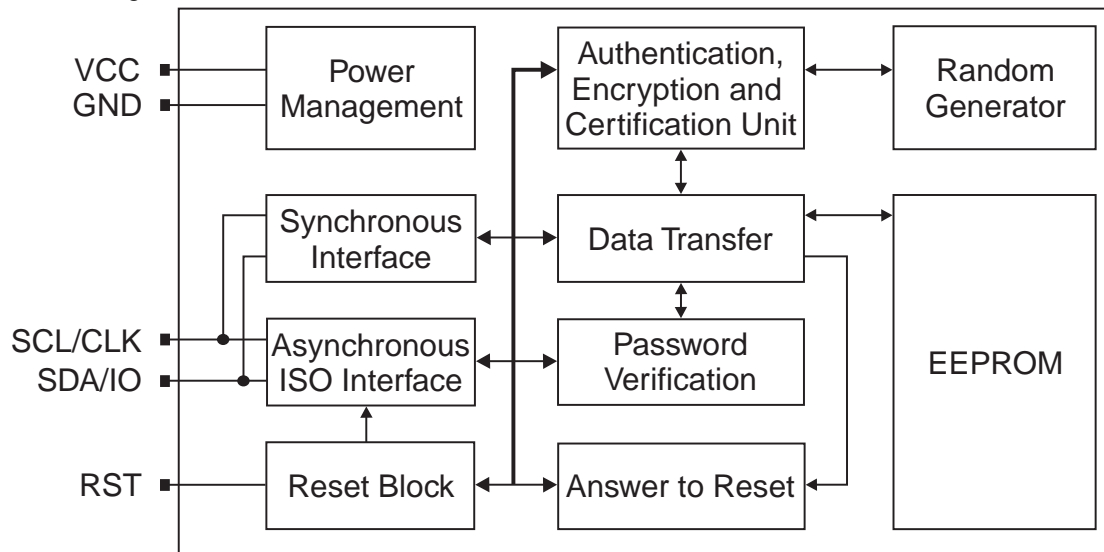 VCC
GND
Power
Management
Authentication,
Encryption and
Certification Unit
Random
Generator
Synchronous
Interface
Data Transfer
SCL/CLK
SDA/IO
Asynchronous
ISO Interface
Password
Verification
EEPROM
RST
Reset Block
Answer to Reset